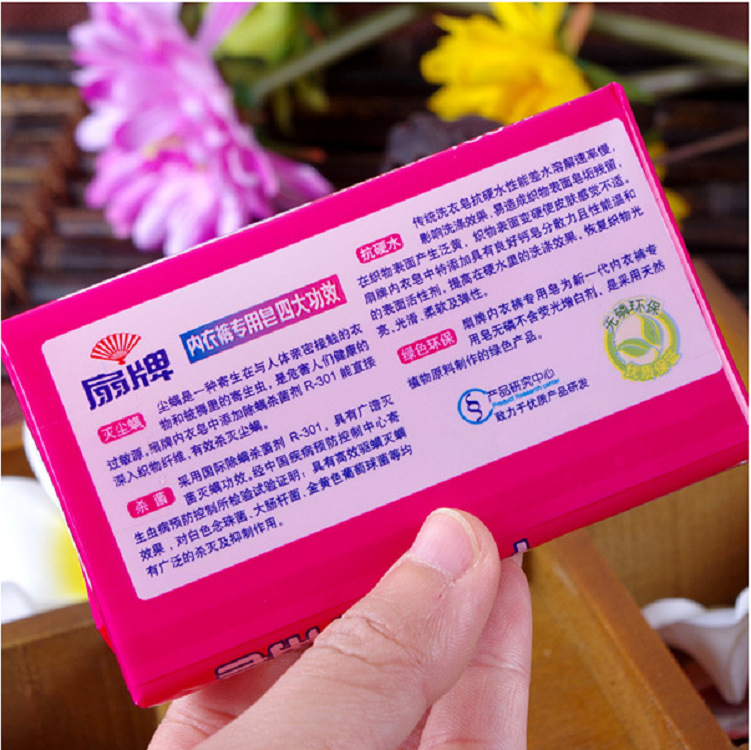 扇牌
内衣裤专用皂四大功效
灭尘螨
尘螨是一种寄生在与人体亲密接触的衣
物和被褥里的寄生虫，是危害人们健康的
过敏源。扇牌内衣皂中添加除螨杀菌剂 R-301 能直接
深入织物纤维，有效杀灭尘螨。
杀菌
采用国际除螨杀菌剂 R-301，具有广谱灭
菌灭螨功效。经中国疾病预防控制中心寄
生虫病预防控制所检验试验证明：具有高效驱螨灭螨
效果，对白色念珠菌，大肠杆菌，金黄色葡萄球菌等均
有广泛的杀灭及抑制作用。
抗硬水
传统洗衣皂抗硬水性能差水溶解速率慢，
影响洗涤效果，易造成织物表面皂垢残留，
在织物表面产生泛黄，织物表面变硬使皮肤感觉不适。
扇牌内衣皂中特添加具有良好钙皂分散力且性能温和
的表面活性剂，提高在硬水里的洗涤效果，恢复织物光
亮，光滑，柔软及弹性。
绿色环保
扇牌内衣裤专用皂为新一代内衣裤专
用皂无磷不含荧光增白剂，是采用天然
植物原料制作的绿色产品。
产品研究中心
Product Research center
致力于优质产品研发
无磷环保
优质保证